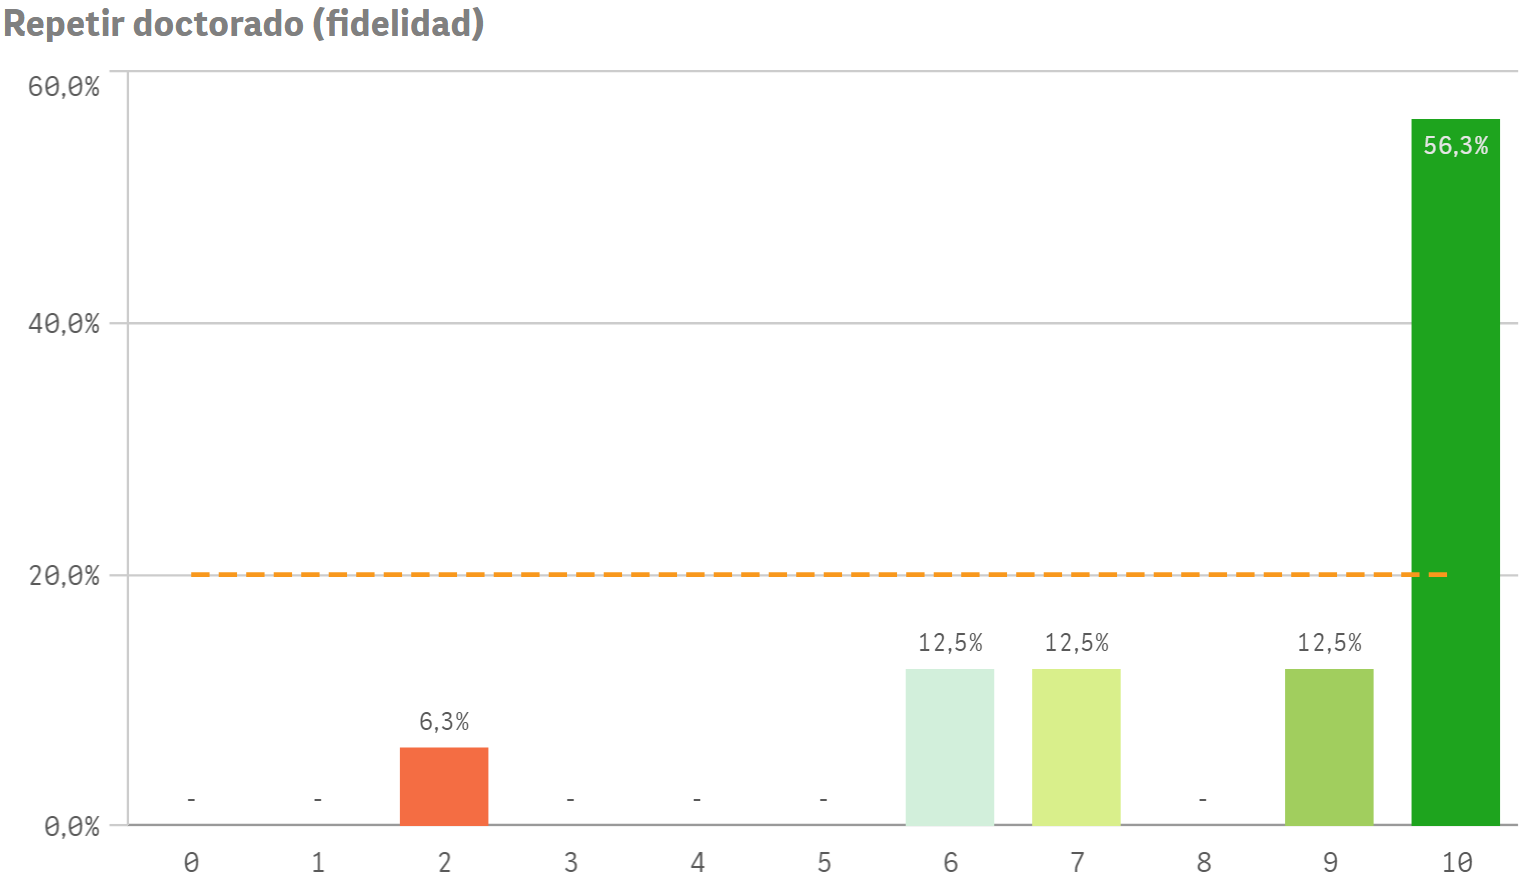 Repetir doctorado (fidelidad)
60,0%
56,3%
40,0%
20,0%
12,5% 12,5% 12,5%
6,3%
- - - - - -
0,0%
0 1 2 3 4 5 6 7 8 9 10